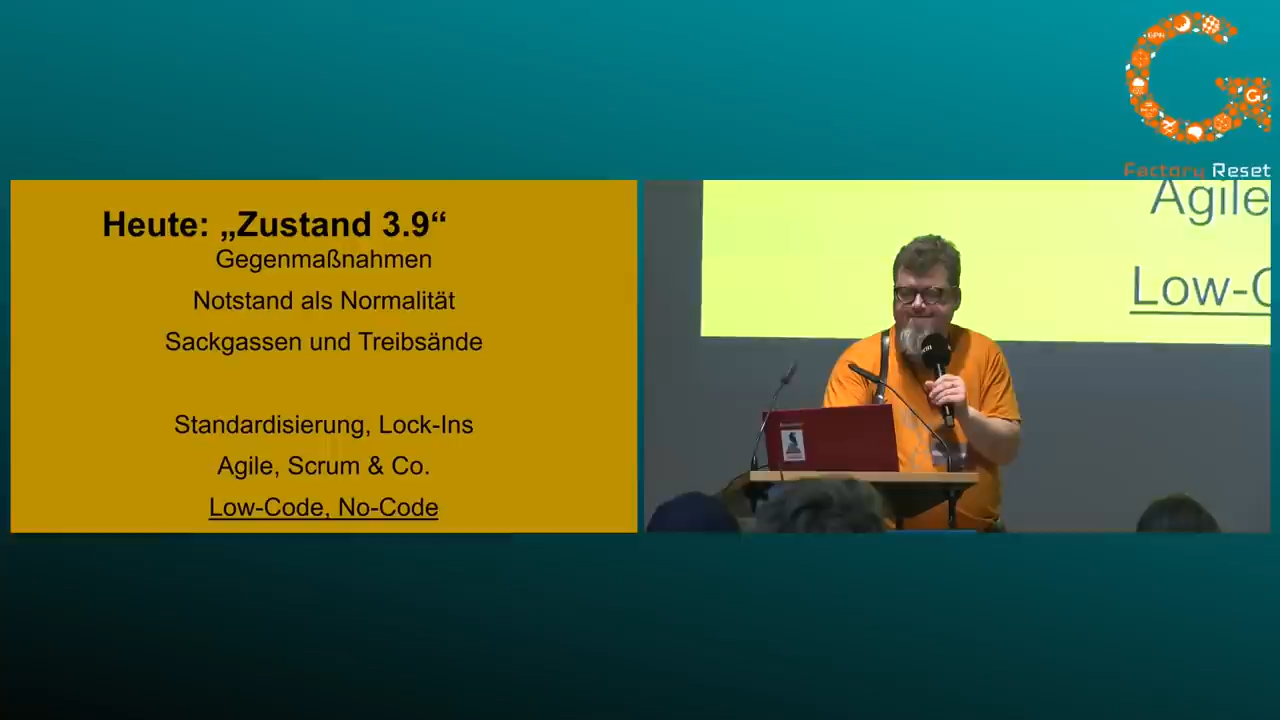 Factory Reset
Heute: „Zustand 3.9“
Gegenmaßnahmen
Notstand als Normalität
Sackgassen und Treibsände
Standardisierung, Lock-Ins
Agile, Scrum & Co.
Low-Code, No-Code
Agile
Low-C